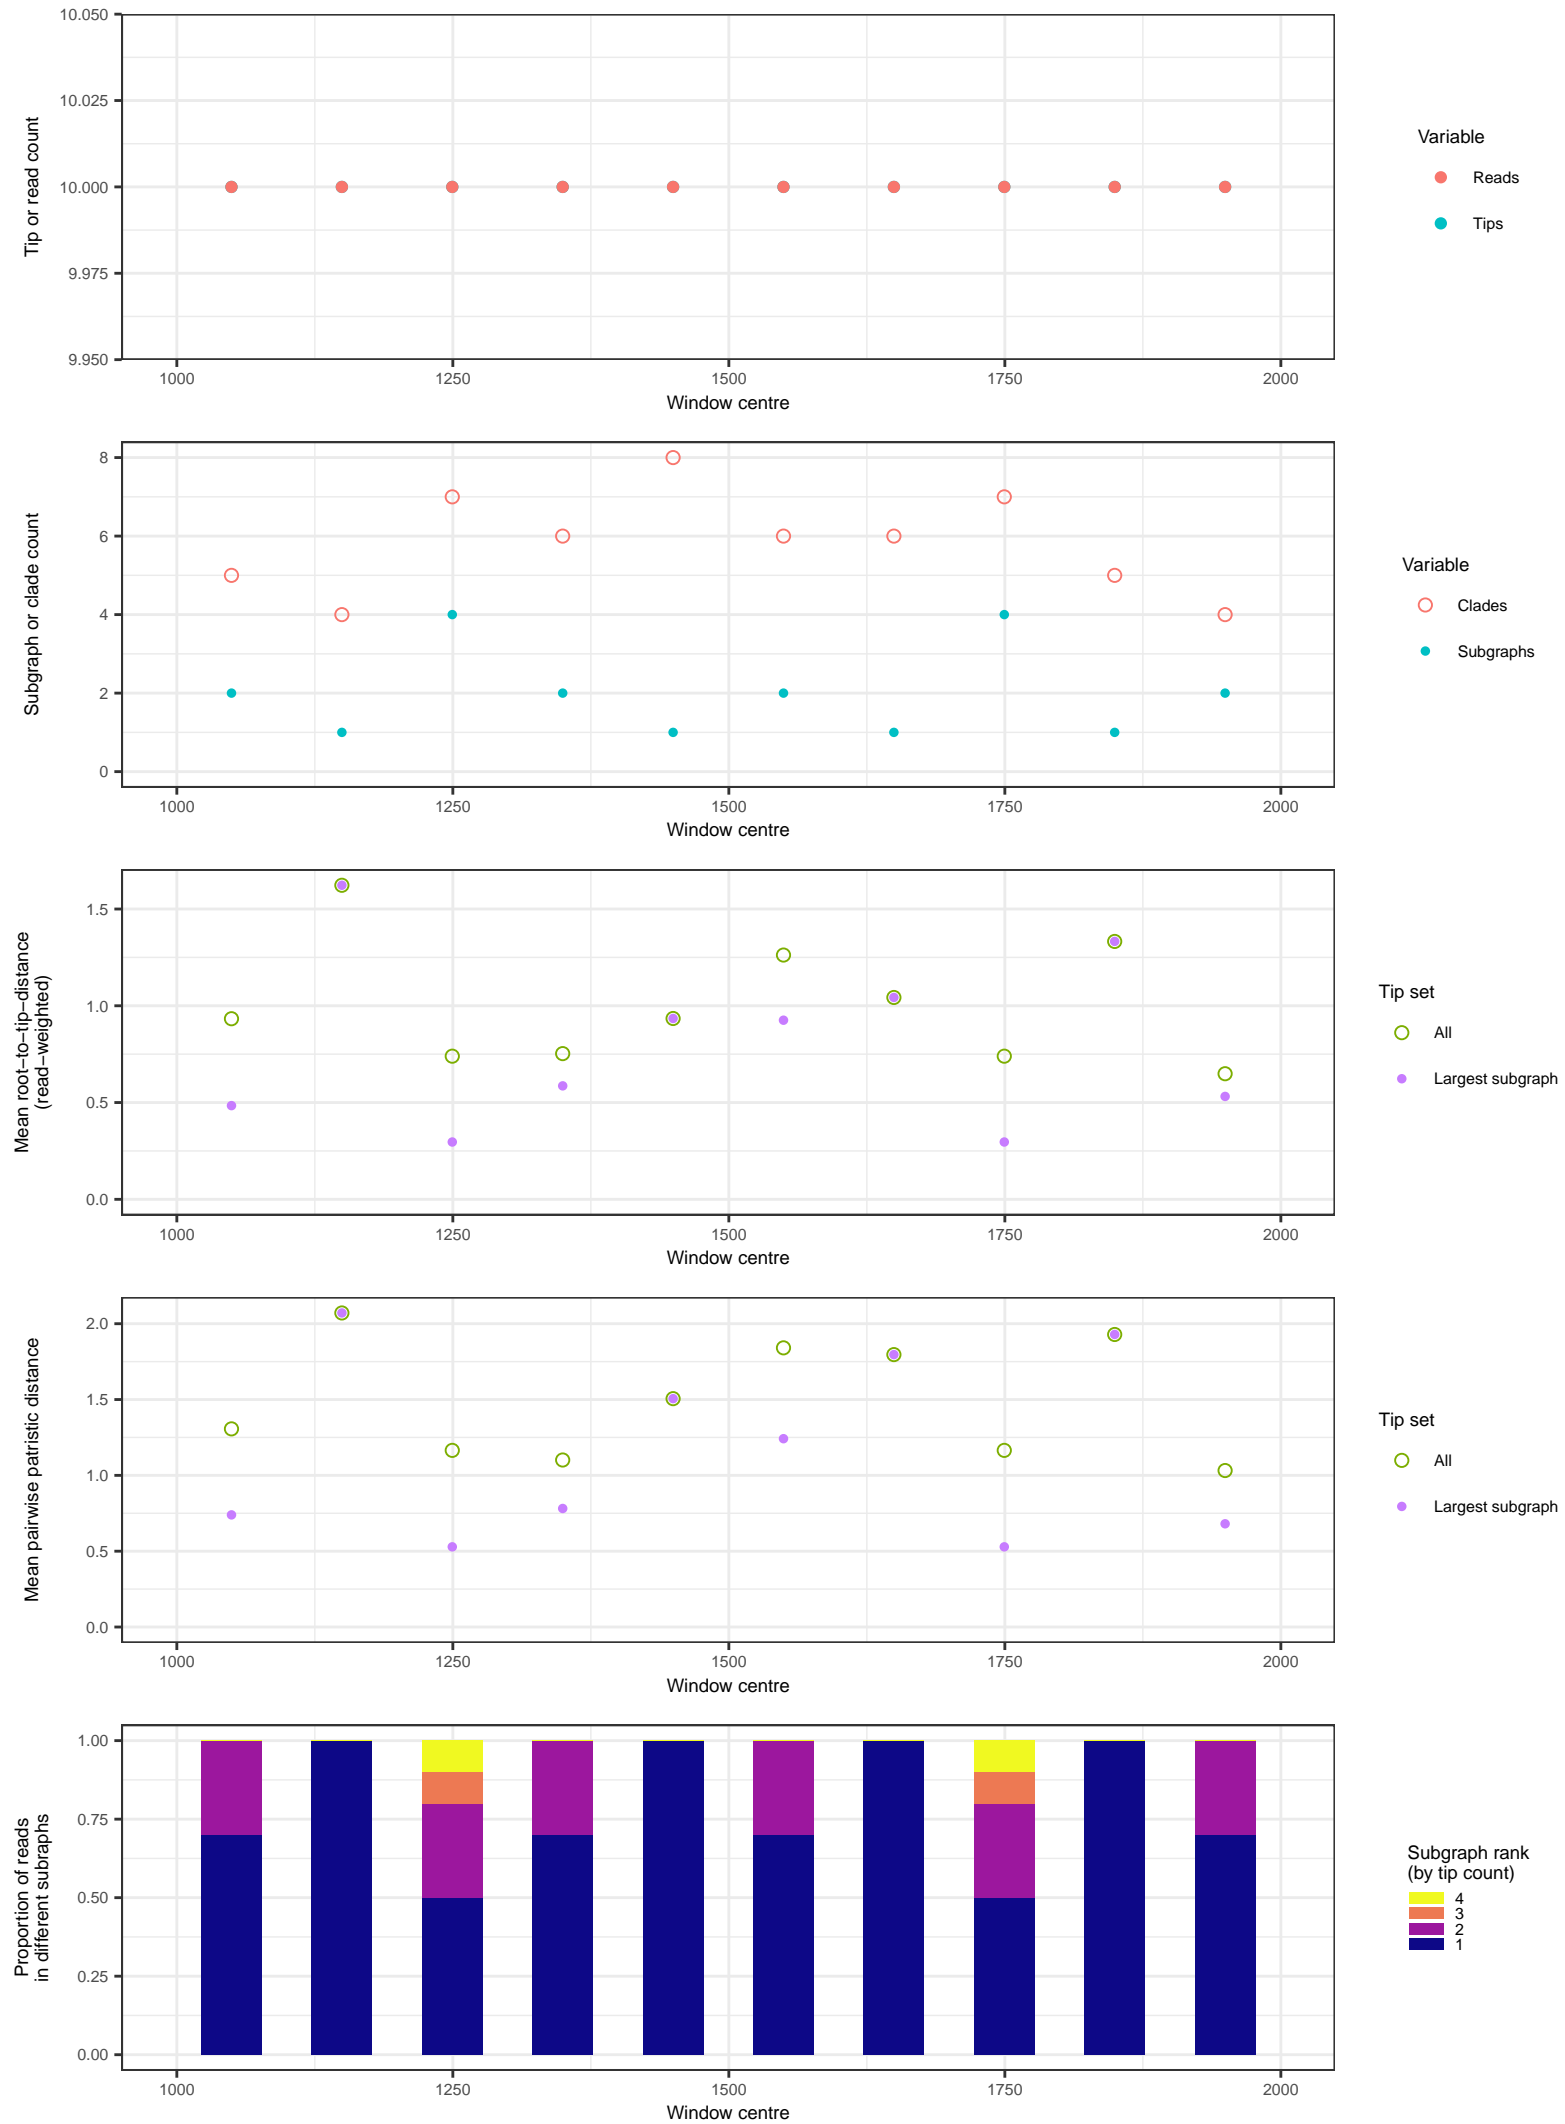 10.050
10.025
10.000
9.975
9.950
Tip or read count
1000 1250 1500 1750 2000
Window centre
Variable
Reads
Tips
8
6
4
2
0
Subgraph or clade count
1000 1250 1500 1750 2000
Window centre
Variable
Clades
Subgraphs
1.5
1.0
0.5
0.0
Mean root−to−tip−distance
(read−weighted)
1000 1250 1500 1750 2000
Window centre
Tip set
All
Largest subgraph
2.0
1.5
1.0
0.5
0.0
Mean pairwise patristic distance
1000 1250 1500 1750 2000
Window centre
Tip set
All
Largest subgraph
1.00
0.75
0.50
0.25
0.00
Proportion of reads
in different subraphs
1000 1250 1500 1750 2000
Window centre
Subgraph rank
(by tip count)
4
3
2
1